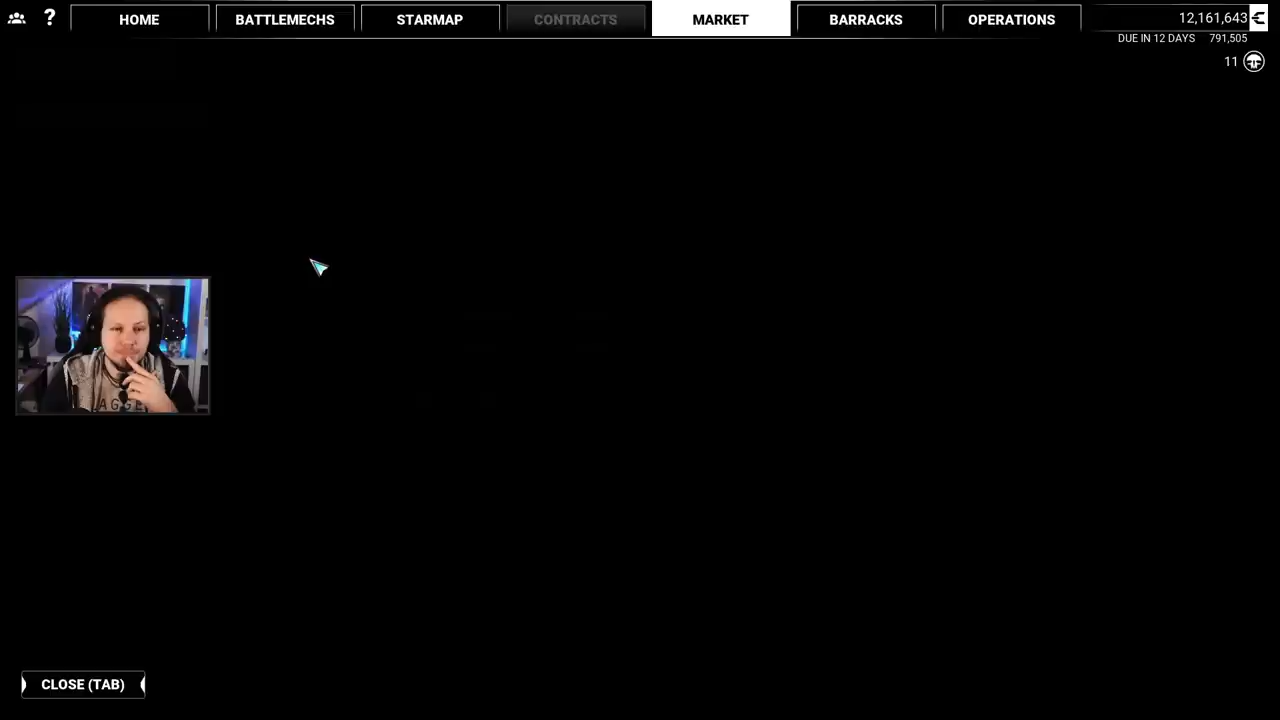 ?
HOME
BATTLEMECHS
STARMAP
CONTRACTS
MARKET
BARRACKS
OPERATIONS
12,161,643
DUE IN 12 DAYS 791,505
11
CLOSE (TAB)